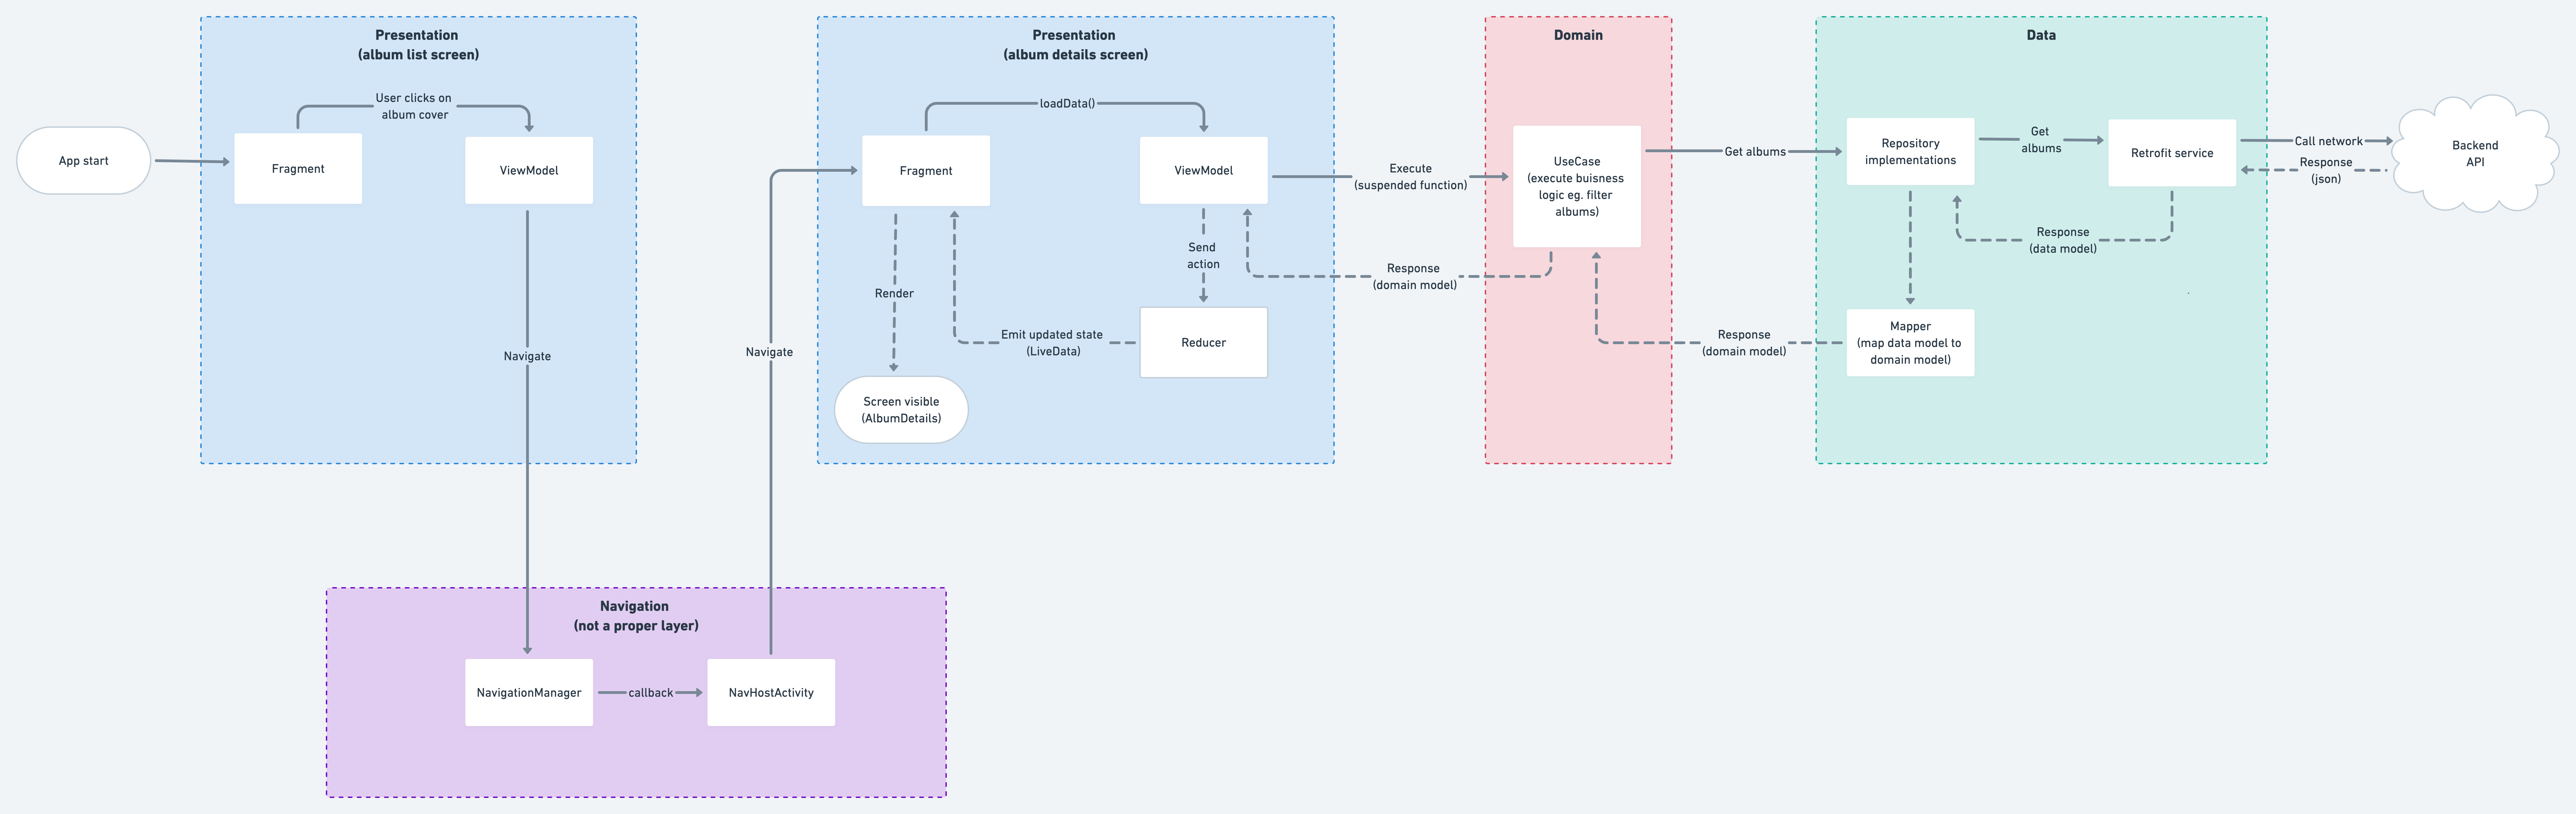 App start
Presentation
(album list screen)
User clicks on
album cover
Fragment
ViewModel
Navigate
Navigation
(not a proper layer)
NavigationManager
callback
NavHostActivity
Navigate
Presentation
(album details screen)
loadData()
Fragment
ViewModel
Render
Send
action
Emit updated state
(LiveData)
Reducer
Screen visible
(AlbumDetails)
Execute
(suspended function)
Response
(domain model)
Domain
UseCase
(execute buisness
logic eg. filter
albums)
Get albums
Response
(domain model)
Data
Repository
implementations
Get
albums
Retrofit service
Response
(data model)
Mapper
(map data model to
domain model)
Call network
Response
(json)
Backend
API